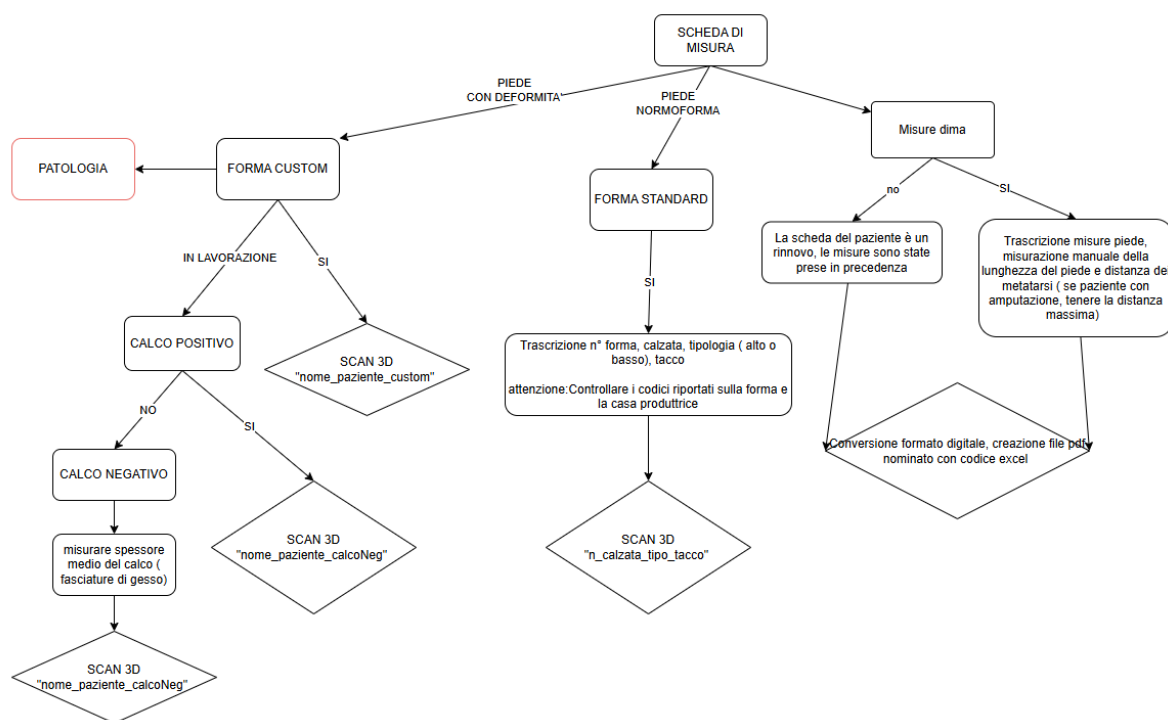 SCHEDA DI
MISURA
PIEDE
CON DEFORMITA'
PIEDE
NORMOFORMA
Misure dima
PATOLOGIA
FORMA CUSTOM
FORMA STANDARD
no
SI
La scheda del paziente è un
rinnovo, le misure sono state
prese in precedenza
Trascrizione misure piede,
misurazione manuale della
lunghezza del piede e distanza dei
metatarsi ( se paziente con
amputazione, tenere la distanza
massima)
IN LAVORAZIONE
SI
SI
CALCO POSITIVO
SCAN 3D
"nome_paziente_custom"
Trascrizione n° forma, calzata, tipologia ( alto o
basso), tacco
attenzione:Controllare i codici riportati sulla forma e
la casa produttrice
NO
SI
Conversione formato digitale, creazione file pdf
nominato con codice excel
CALCO NEGATIVO
SCAN 3D
"nome_paziente_calcoNeg"
SCAN 3D
"n_calzata_tipo_tacco"
misurare spessore
medio del calco (
fasciature di gesso)
SCAN 3D
"nome_paziente_calcoNeg"